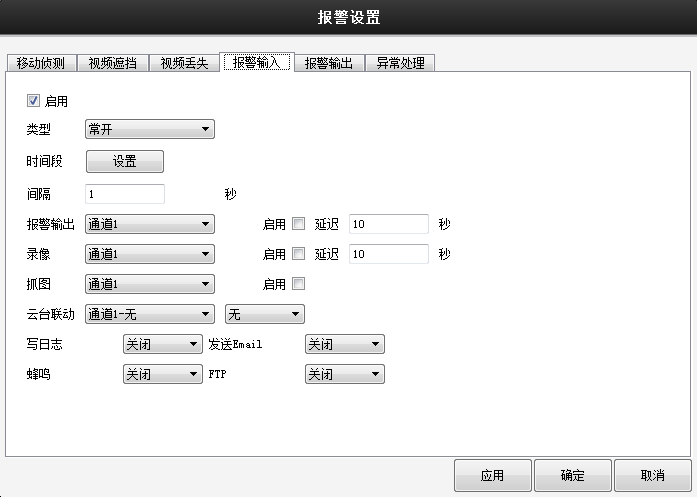 报警设置
移动侦测 视频遮挡 视频丢失 报警输入 报警输出 异常处理
启用
类型 常开
时间段 设置
间隔 1 秒
报警输出 通道1 启用 延迟 10 秒
录像 通道1 启用 延迟 10 秒
抓图 通道1 启用
云台联动 通道1-无 无
写日志 关闭 发送Email 关闭
蜂鸣 关闭 FTP 关闭
应用 确定 取消